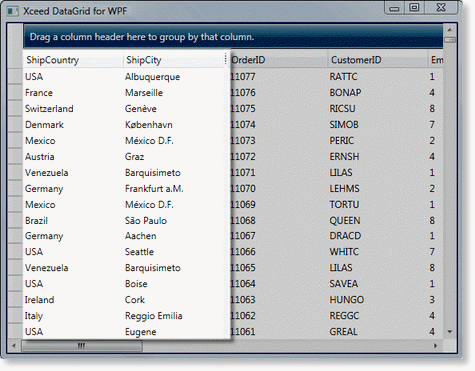 Xceed DataGrid for WPF
Drag a column header here to group by that column.
ShipCountry ShipCity OrderID CustomerID Em
USA Albuquerque 11077 RATTC 1
France Marseille 11076 BONAP 4
Switzerland Genève 11075 RICSU 8
Denmark København 11074 SIMOB 7
Mexico México D.F. 11073 PERIC 2
Austria Graz 11072 ERNSH 4
Venezuela Barquisimeto 11071 LILAS 1
Germany Frankfurt a.M. 11070 LEHMS 2
Mexico México D.F. 11069 TORTU 1
Brazil São Paulo 11068 QUEEN 8
Germany Aachen 11067 DRACD 1
USA Seattle 11066 WHITC 7
Venezuela Barquisimeto 11065 LILAS 8
USA Boise 11064 SAVEA 1
Ireland Cork 11063 HUNGO 3
Italy Reggio Emilia 11062 REGGC 4
USA Eugene 11061 GREAL 4